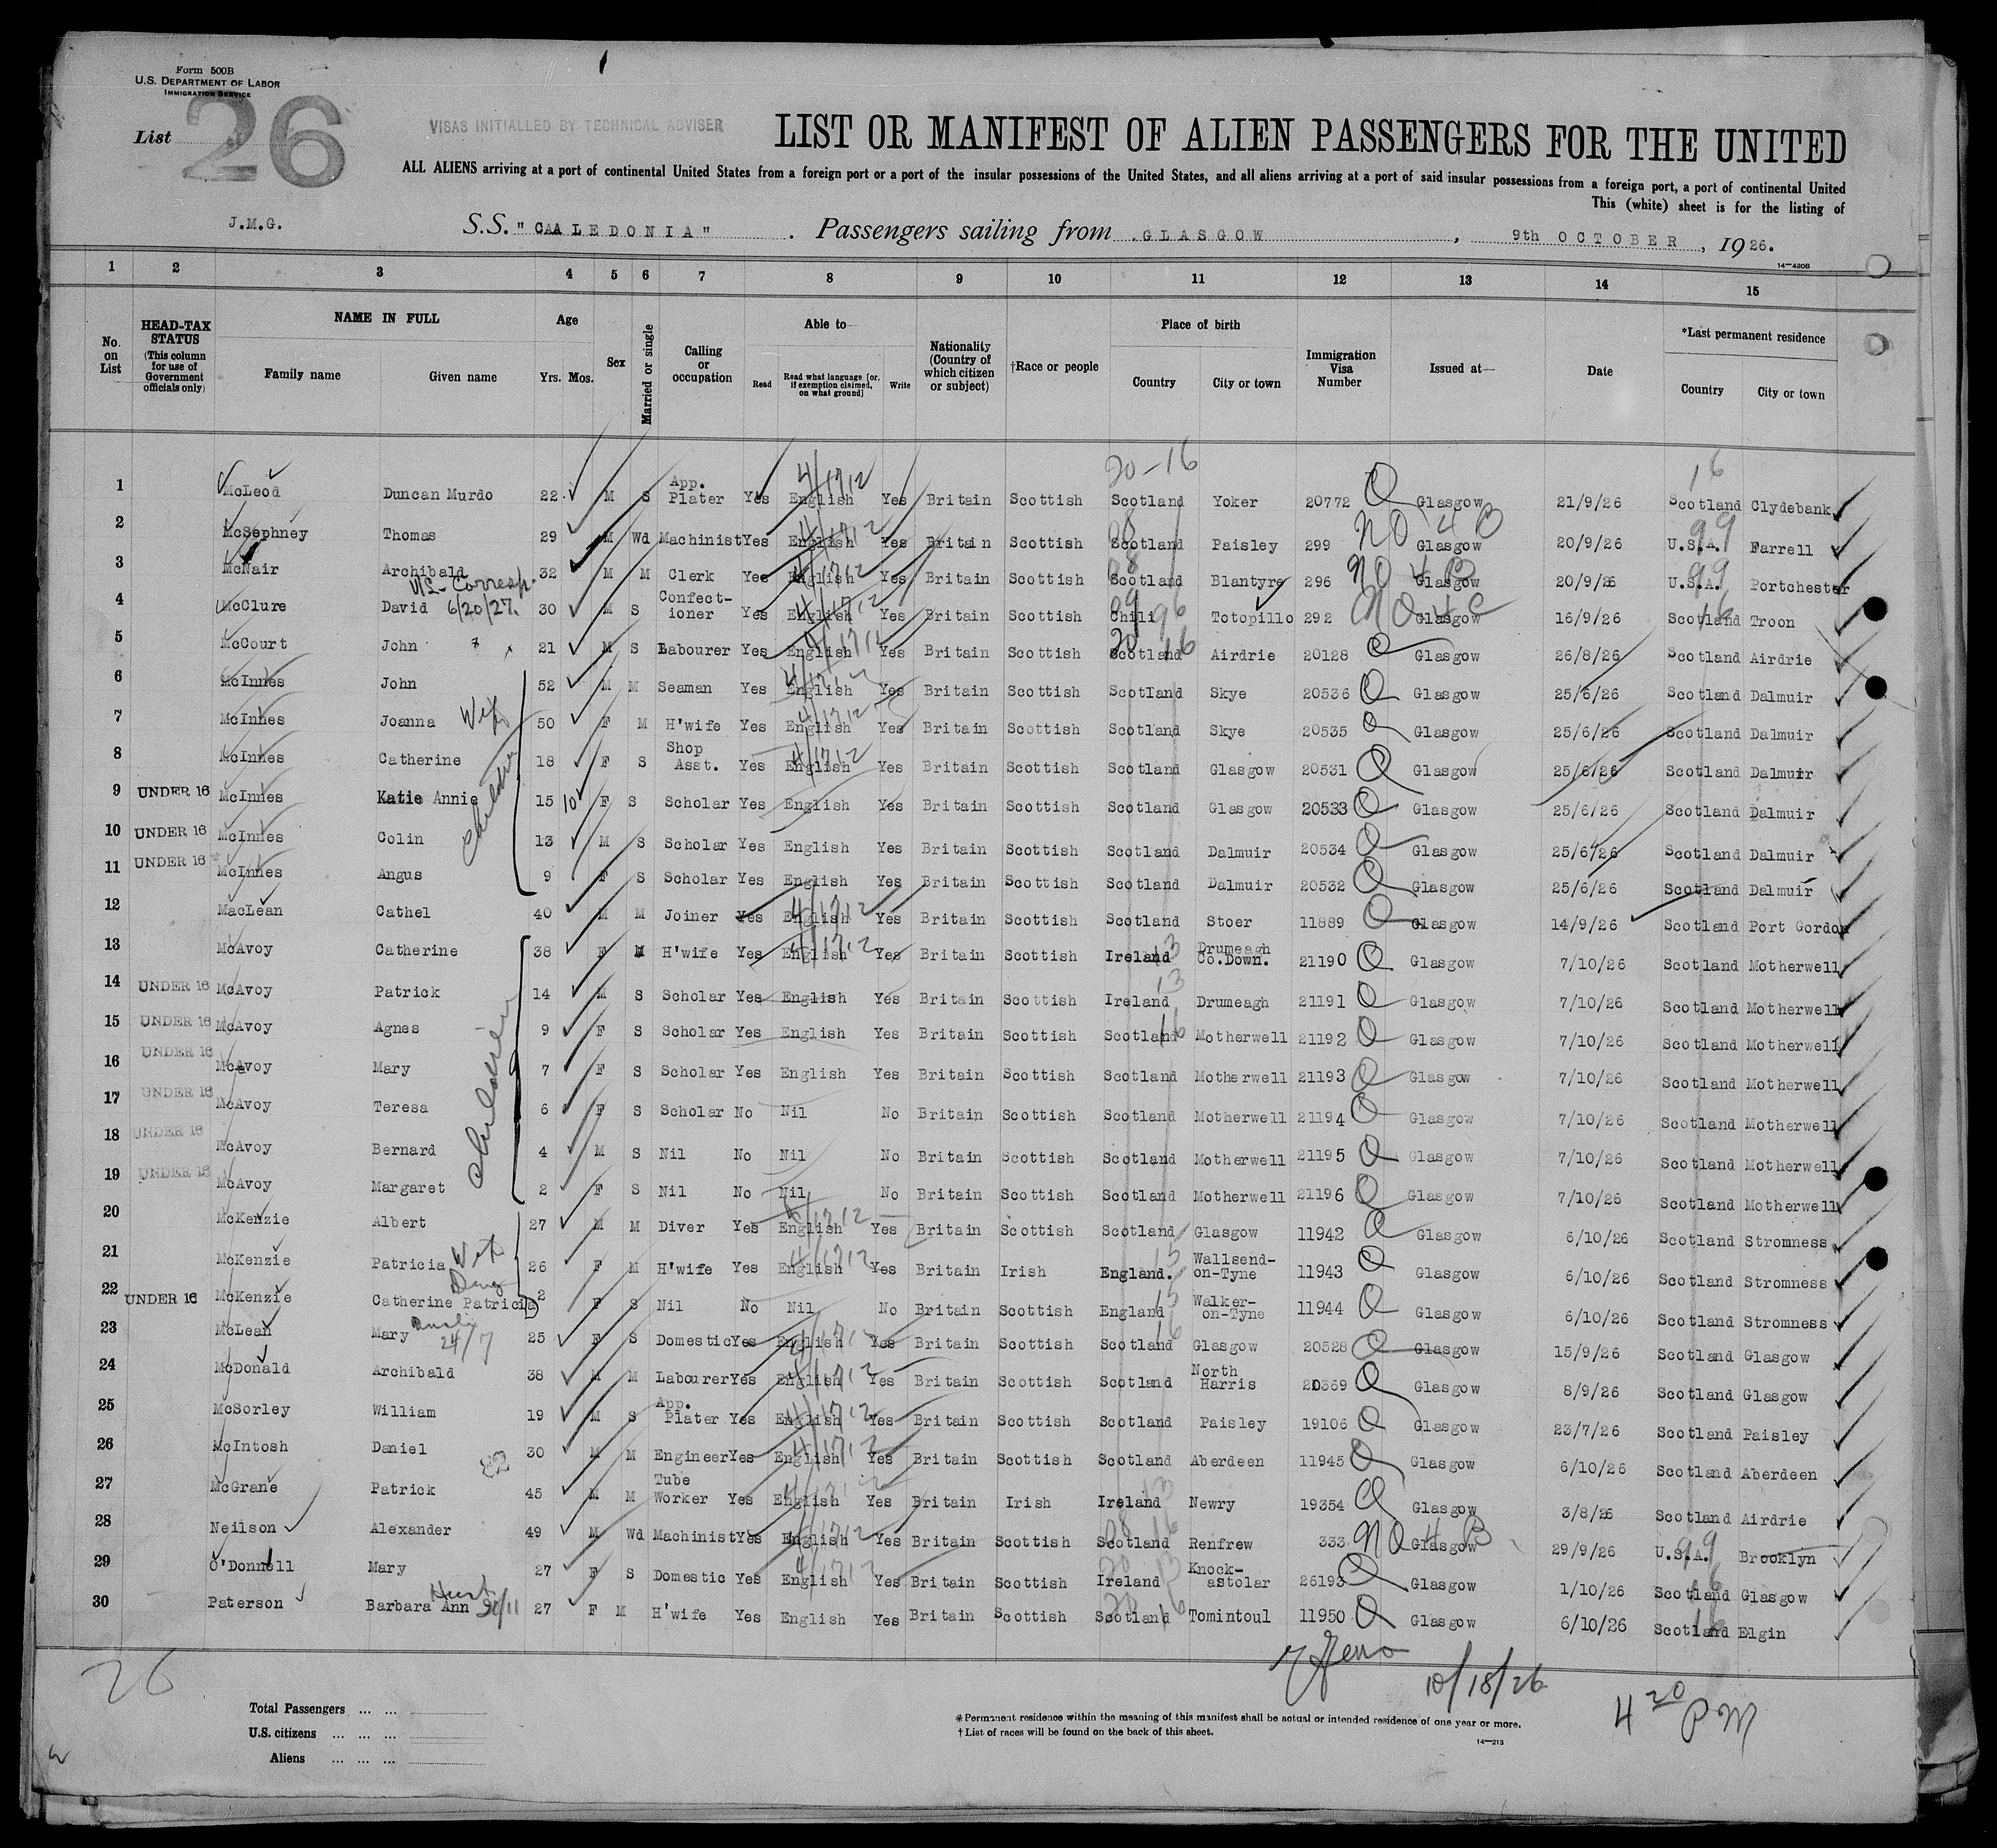 Form 500B
U.S. DEPARTMENT OF LABOR
IMMIGRATION SERVICE
List 26
VISAS INITIALLED BY TECHNICAL ADVISER
LIST OR MANIFEST OF ALIEN PASSENGERS FOR THE UNITED
ALL ALIENS arriving at a port of continental United States from a foreign port or a port of the insular possessions of the United States, and all aliens arriving at a port of said insular possessions from a foreign port, a port of continental United
This (white) sheet is for the listing of
J.M.G.
S.S. "CAALEDONIA". Passengers sailing from GLASGOW, 9th OCTOBER, 1926.
14—430B
1 2 3 4 5 6 7 8 9 10 11 12 13 14 15
No. on List
HEAD-TAX STATUS (This column for use of Government officials only)
NAME IN FULL
Family name Given name
Age
Yrs. Mos.
Sex
Married or single
Calling or occupation
Able to—
Read Read what language [or, if exemption claimed, on what ground] Write
Nationality (Country of which citizen or subject)
†Race or people
Place of birth
Country City or town
Immigration Visa Number
Issued at—
Date
*Last permanent residence
Country City or town
20-16 16
1 McLeod Duncan Murdo 22 M S App. Plater Yes English Yes Britain Scottish Scotland Yoker 20772 Q Glasgow 21/9/26 Scotland Clydebank
2 McSephney Thomas 29 M Wd Machinist Yes English Yes Britain Scottish Scotland Paisley 299 NO 4 B Glasgow 20/9/26 U.S.A. Farrell
3 McNair Archibald 32 M M Clerk Yes English Yes Britain Scottish Scotland Blantyre 296 NO 4 B Glasgow 20/9/26 U.S.A. Portchester
4 McClure David 6/20/27. 30 M S Confect-ioner Yes English Yes Britain Scottish Chili Totopillo 292 NQ 4 C Glasgow 16/9/26 Scotland Troon
5 McCourt John 21 M S Labourer Yes English Yes Britain Scottish Scotland Airdrie 20128 Q Glasgow 26/8/26 Scotland Airdrie
6 McInnes John 52 M M Seaman Yes English Yes Britain Scottish Scotland Skye 20536 Q Glasgow 25/6/26 Scotland Dalmuir
7 McInnes Joanna Wife 50 F M H'wife Yes English Yes Britain Scottish Scotland Skye 20535 Q Glasgow 25/6/26 Scotland Dalmuir
8 McInnes Catherine 18 F S Shop Asst. Yes English Yes Britain Scottish Scotland Glasgow 20531 Q Glasgow 25/6/26 Scotland Dalmuir
9 UNDER 16 McInnes Katie Annie 15 10 F S Scholar Yes English Yes Britain Scottish Scotland Glasgow 20533 Q Glasgow 25/6/26 Scotland Dalmuir
children
10 UNDER 16 McInnes Colin 13 M S Scholar Yes English Yes Britain Scottish Scotland Dalmuir 20534 Q Glasgow 25/6/26 Scotland Dalmuir
11 UNDER 16 McInnes Angus 9 F S Scholar Yes English Yes Britain Scottish Scotland Dalmuir 20532 Q Glasgow 25/6/26 Scotland Dalmuir
12 MacLean Cathel 40 M M Joiner Yes English Yes Britain Scottish Scotland Stoer 11889 Q Glasgow 14/9/26 Scotland Port Gordon
13 McAvoy Catherine 38 F M H'wife Yes English Yes Britain Scottish Ireland Drumeagh Co.Down. 21190 Q Glasgow 7/10/26 Scotland Motherwell
14 UNDER 16 McAvoy Patrick 14 M S Scholar Yes English Yes Britain Scottish Ireland Drumeagh 21191 Q Glasgow 7/10/26 Scotland Motherwell
15 UNDER 16 McAvoy Agnes 9 F S Scholar Yes English Yes Britain Scottish Scotland Motherwell 21192 Q Glasgow 7/10/26 Scotland Motherwell
16 UNDER 16 McAvoy Mary 7 F S Scholar Yes English Yes Britain Scottish Scotland Motherwell 21193 Q Glasgow 7/10/26 Scotland Motherwell
children
17 UNDER 16 McAvoy Teresa 6 F S Scholar No Nil No Britain Scottish Scotland Motherwell 21194 Q Glasgow 7/10/26 Scotland Motherwell
18 UNDER 16 McAvoy Bernard 4 M S Nil No Nil No Britain Scottish Scotland Motherwell 21195 Q Glasgow 7/10/26 Scotland Motherwell
19 UNDER 16 McAvoy Margaret 2 F S Nil No Nil No Britain Scottish Scotland Motherwell 21196 Q Glasgow 7/10/26 Scotland Motherwell
20 McKenzie Albert 27 M M Diver Yes English Yes Britain Scottish Scotland Glasgow 11942 Q Glasgow 6/10/26 Scotland Stromness
21 McKenzie Patricia Wife 26 F M H'wife Yes English Yes Britain Irish England. Wallsend-on-Tyne 11943 Q Glasgow 6/10/26 Scotland Stromness
22 UNDER 16 McKenzie Catherine Patricia 2 F S Nil No Nil No Britain Scottish England Walker-on-Tyne 11944 Q Glasgow 6/10/26 Scotland Stromness
23 McLean Mary 24/7 25 F S Domestic Yes English Yes Britain Scottish Scotland Glasgow 20528 Q Glasgow 15/9/26 Scotland Glasgow
24 McDonald Archibald 38 M M Labourer Yes English Yes Britain Scottish Scotland North Harris 20369 Q Glasgow 8/9/26 Scotland Glasgow
25 McSorley William 19 M S App. Plater Yes English Yes Britain Scottish Scotland Paisley 19106 Q Glasgow 23/7/26 Scotland Paisley
26 McIntosh Daniel 30 M M Engineer Yes English Yes Britain Scottish Scotland Aberdeen 11945 Q Glasgow 6/10/26 Scotland Aberdeen
27 McGrane Patrick 45 M M Tube Worker Yes English Yes Britain Irish Ireland Newry 19354 Q Glasgow 3/8/26 Scotland Airdrie
28 Neilson Alexander 49 M Wd Machinist Yes English Yes Britain Scottish Scotland Renfrew 333 NQ 4 B Glasgow 29/9/26 U.S.A. Brooklyn
29 O'Donnell Mary 27 F S Domestic Yes English Yes Britain Scottish Ireland Knock-astolar 26193 Q Glasgow 1/10/26 Scotland Glasgow
30 Paterson Barbara Ann 27 F M H'wife Yes English Yes Britain Scottish Scotland Tomintoul 11950 Q Glasgow 6/10/26 Scotland Elgin
26
10/18/26
4 20 PM
Total Passengers ... ...
U.S. citizens ... ... ...
Aliens ... ... ...
*Permanent residence within the meaning of this manifest shall be actual or intended residence of one year or more.
†List of races will be found on the back of this sheet.
14—213